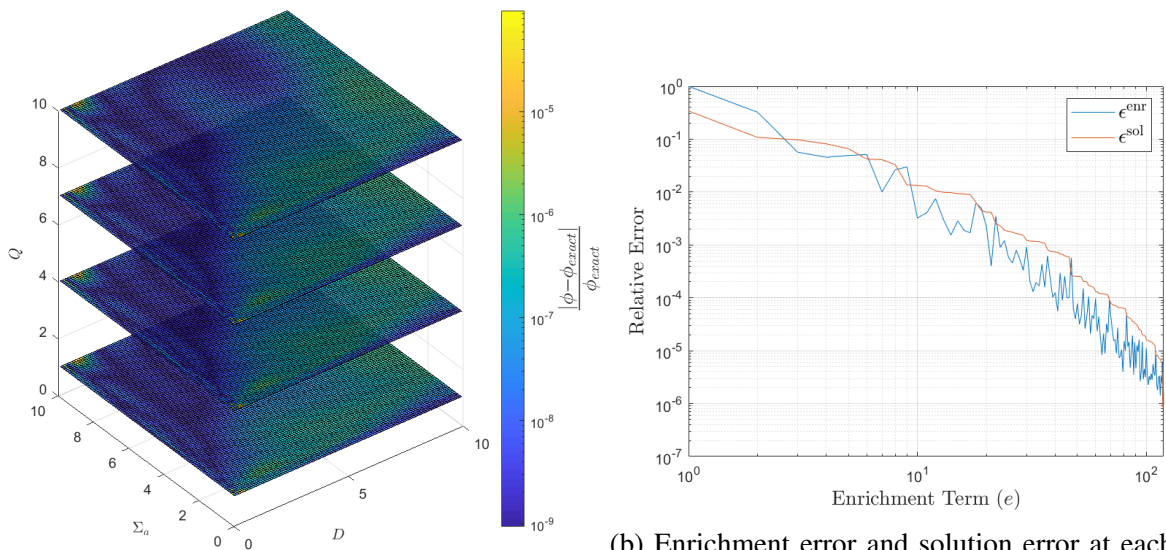 10
8
6
4
2
0
Q
10
8
6
4
2
0
Σ_a
0
5
10
D
10^-5
10^-6
10^-7
10^-8
10^-9
|ϕ−ϕ_exact|
ϕ_exact
10^0
10^-1
10^-2
10^-3
10^-4
10^-5
10^-6
10^-7
Relative Error
ϵ^enr
ϵ^sol
10^0 10^1 10^2
Enrichment Term (e)
(b) Enrichment error and solution error at each